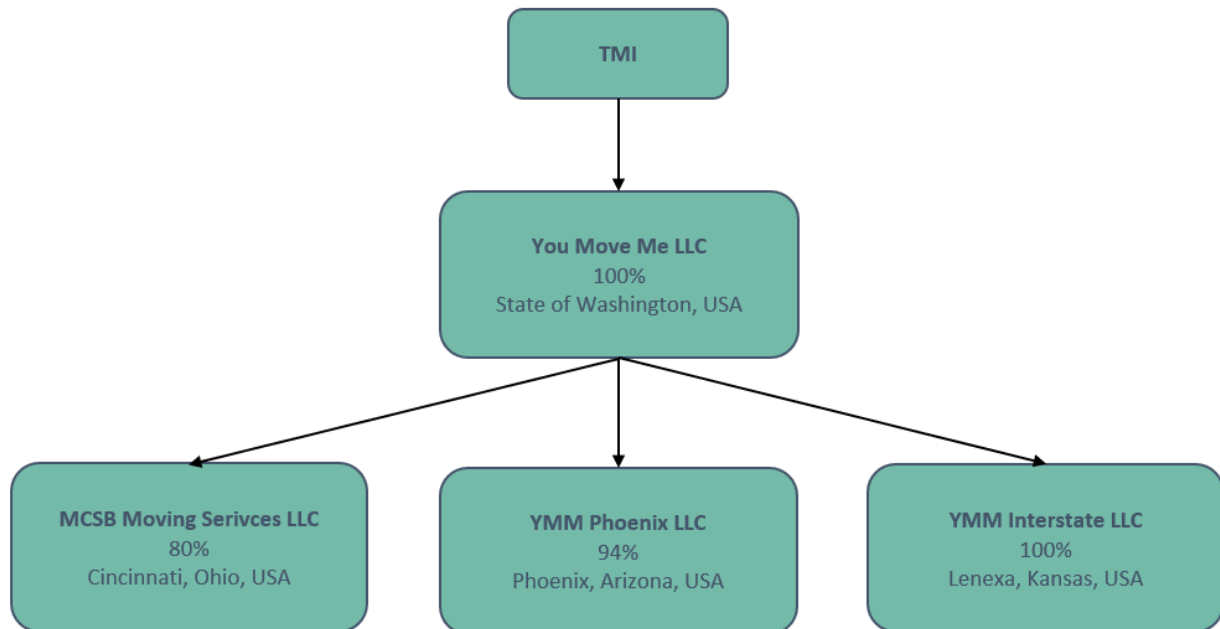 TMI
You Move Me LLC
100%
State of Washington, USA
MCSB Moving Serivces LLC
80%
Cincinnati, Ohio, USA
YMM Phoenix LLC
94%
Phoenix, Arizona, USA
YMM Interstate LLC
100%
Lenexa, Kansas, USA